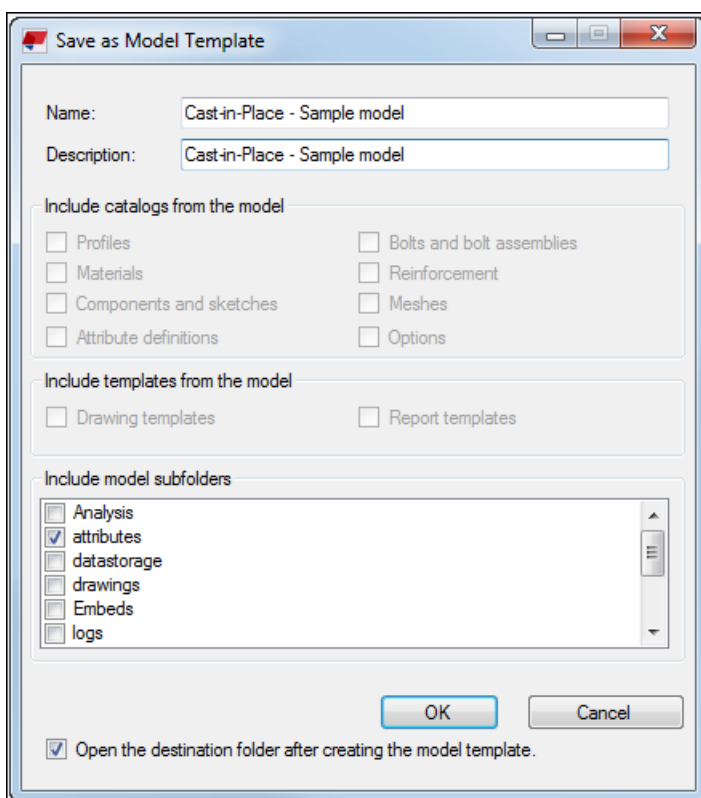 Save as Model Template
Name: Cast-in-Place - Sample model
Description: Cast-in-Place - Sample model
Include catalogs from the model
Profiles Bolts and bolt assemblies
Materials Reinforcement
Components and sketches Meshes
Attribute definitions Options
Include templates from the model
Drawing templates Report templates
Include model subfolders
Analysis
attributes
datastorage
drawings
Embeds
logs
OK Cancel
Open the destination folder after creating the model template.